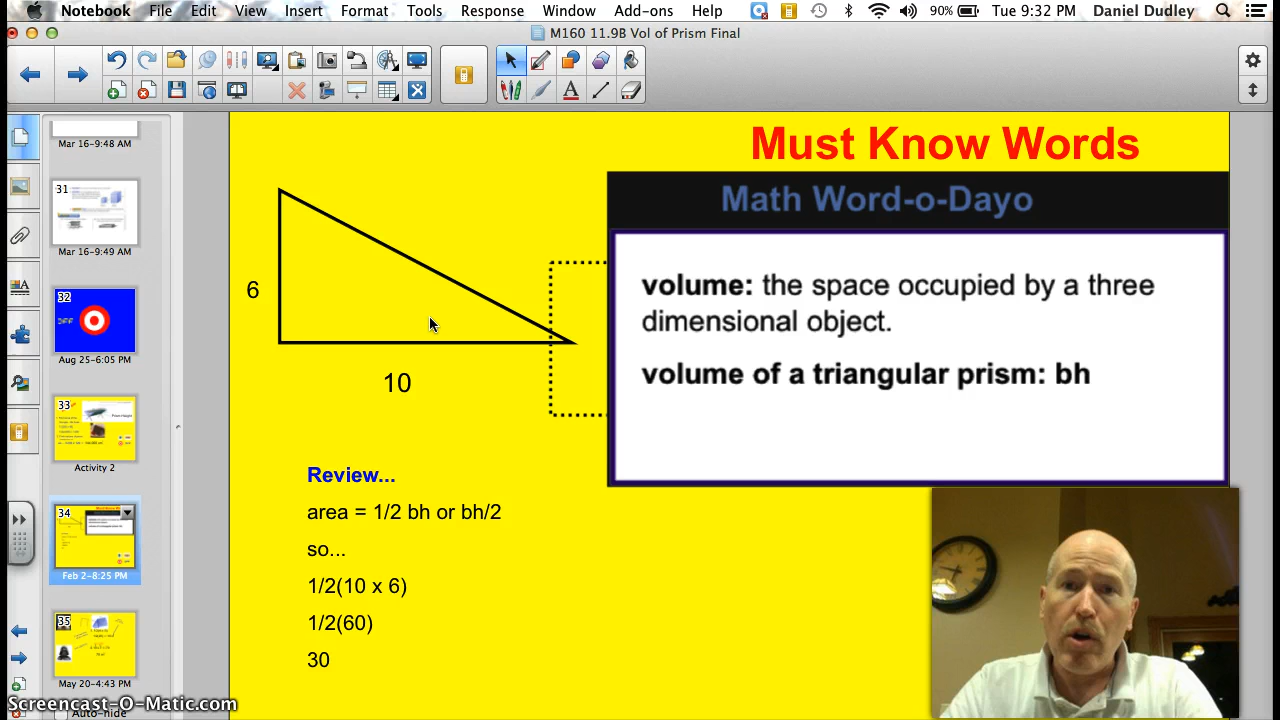 Notebook File Edit View Insert Format Tools Response Window Add-ons Help 90% Tue 9:32 PM Daniel Dudley
M160 11.9B Vol of Prism Final
Mar 16-9:48 AM
31
Mar 16-9:49 AM
32
Aug 25-6:05 PM
33
Activity 2
34
Feb 2-8:25 PM
35
May 20-4:43 PM
Auto-hide
Must Know Words
Math Word-o-Dayo
volume: the space occupied by a three
dimensional object.
volume of a triangular prism: bh
6
10
Review...
area = 1/2 bh or bh/2
so...
1/2(10 x 6)
1/2(60)
30
Screencast-O-Matic.com